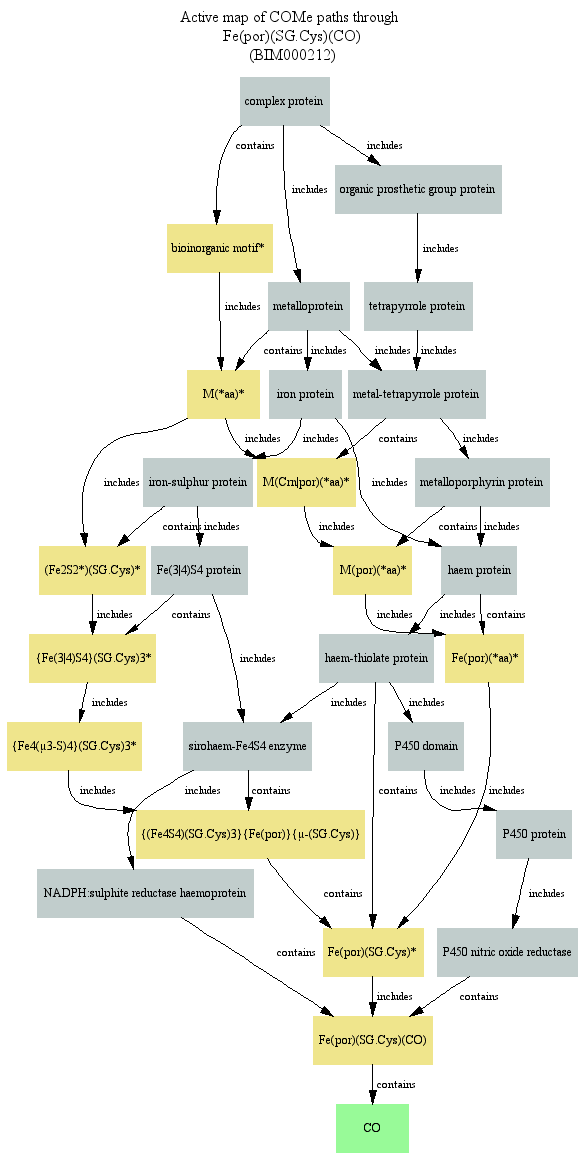 Active map of COMe paths through
Fe(por)(SG.Cys)(CO)
(BIM000212)
complex protein
contains
includes
includes
organic prosthetic group protein
bioinorganic motif*
includes
includes
metalloprotein
tetrapyrrole protein
contains
includes
includes
includes
M(*aa)*
iron protein
metal-tetrapyrrole protein
includes
includes
contains
includes
iron-sulphur protein
M(Crn|por)(*aa)*
metalloporphyrin protein
includes
includes
contains
includes
includes
contains
includes
(Fe2S2*)(SG.Cys)*
Fe(3|4)S4 protein
M(por)(*aa)*
haem protein
includes
contains
includes
includes
contains
{Fe(3|4)S4}(SG.Cys)3*
haem-thiolate protein
Fe(por)(*aa)*
includes
includes
includes
includes
{Fe4(μ3-S)4}(SG.Cys)3*
sirohaem-Fe4S4 enzyme
P450 domain
includes
includes
contains
contains
includes
includes
{(Fe4S4)(SG.Cys)3}{Fe(por)}{μ-(SG.Cys)}
P450 protein
NADPH:sulphite reductase haemoprotein
contains
includes
contains
Fe(por)(SG.Cys)*
P450 nitric oxide reductase
includes
contains
Fe(por)(SG.Cys)(CO)
contains
CO